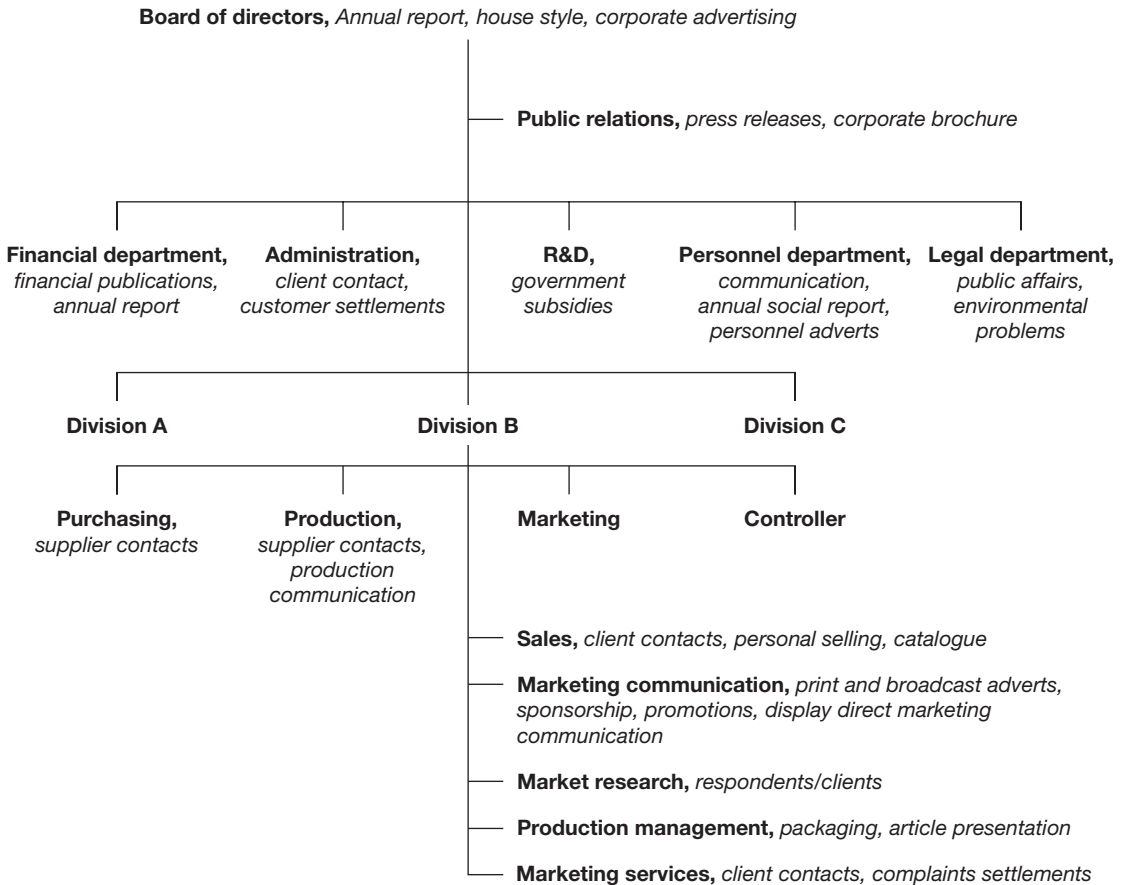 Board of directors, Annual report, house style, corporate advertising
Public relations, press releases, corporate brochure
Financial department,
financial publications,
annual report
Administration,
client contact,
customer settlements
R&D,
government
subsidies
Personnel department,
communication,
annual social report,
personnel adverts
Legal department,
public affairs,
environmental
problems
Division A
Division B
Division C
Purchasing,
supplier contacts
Production,
supplier contacts,
production
communication
Marketing
Controller
Sales, client contacts, personal selling, catalogue
Marketing communication, print and broadcast adverts,
sponsorship, promotions, display direct marketing
communication
Market research, respondents/clients
Production management, packaging, article presentation
Marketing services, client contacts, complaints settlements